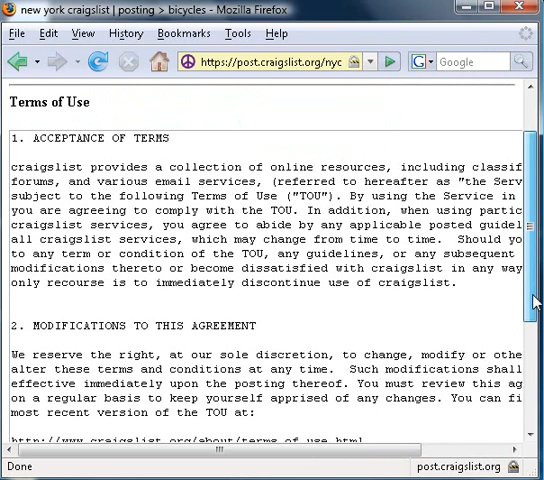 new york craigslist | posting > bicycles - Mozilla Firefox
File View History Bookmarks Tools Help
https://post.craigslist.org/nyc G Google
Terms of Use
1. ACCEPTANCE OF TERMS
craigslist provides a collection of online resources, including classif
forums, and various email services, (referred to hereafter as "the Serv
subject to the following Terms of Use ("TOU"). By using the Service in
you are agreeing to comply with the TOU. In addition, when using partic
craigslist services, you agree to abide by any applicable posted guidel
all craigslist services, which may change from time to time. Should yo
to any term or condition of the TOU, any guidelines, or any subsequent
modifications thereto or become dissatisfied with craigslist in any way
only recourse is to immediately discontinue use of craigslist.
2. MODIFICATIONS TO THIS AGREEMENT
We reserve the right, at our sole discretion, to change, modify or othe
alter these terms and conditions at any time. Such modifications shall
effective immediately upon the posting thereof. You must review this ag
on a regular basis to keep yourself apprised of any changes. You can fi
most recent version of the TOU at:
http://www.craigslist.org/about/terms.of.use.html
Done post.craigslist.org